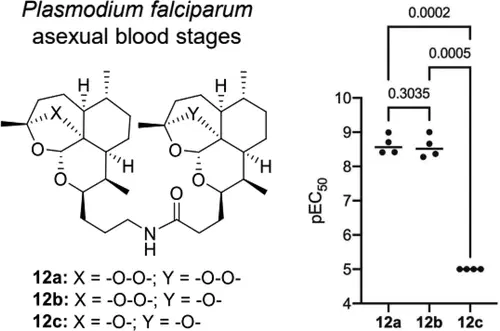 Plasmodium falciparum
asexual blood stages
H
H
X
Y
O
O
O
O
H
H
O
N
H
12a: X = -O-O-; Y = -O-O-
12b: X = -O-O-; Y = -O-
12c: X = -O-; Y = -O-
0.0002
0.0005
0.3035
pEC50
10
9
8
7
6
5
4
12a
12b
12c